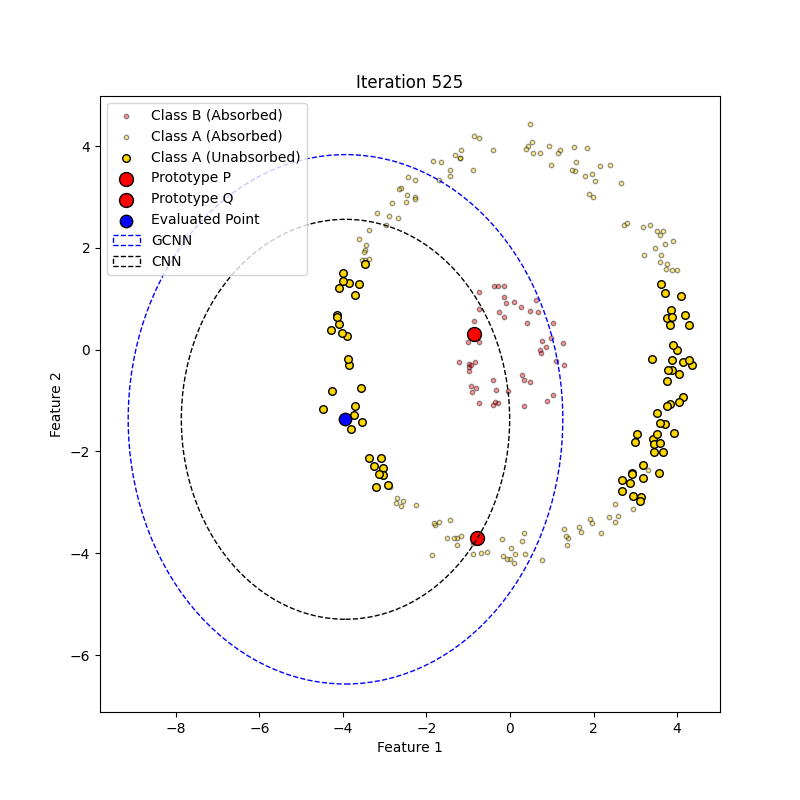 Iteration 525
Class B (Absorbed)
Class A (Absorbed)
Class A (Unabsorbed)
Prototype P
Prototype Q
Evaluated Point
GCNN
CNN
4
2
0
−2
−4
−6
Feature 2
−8
−6
−4
−2
0
2
4
Feature 1